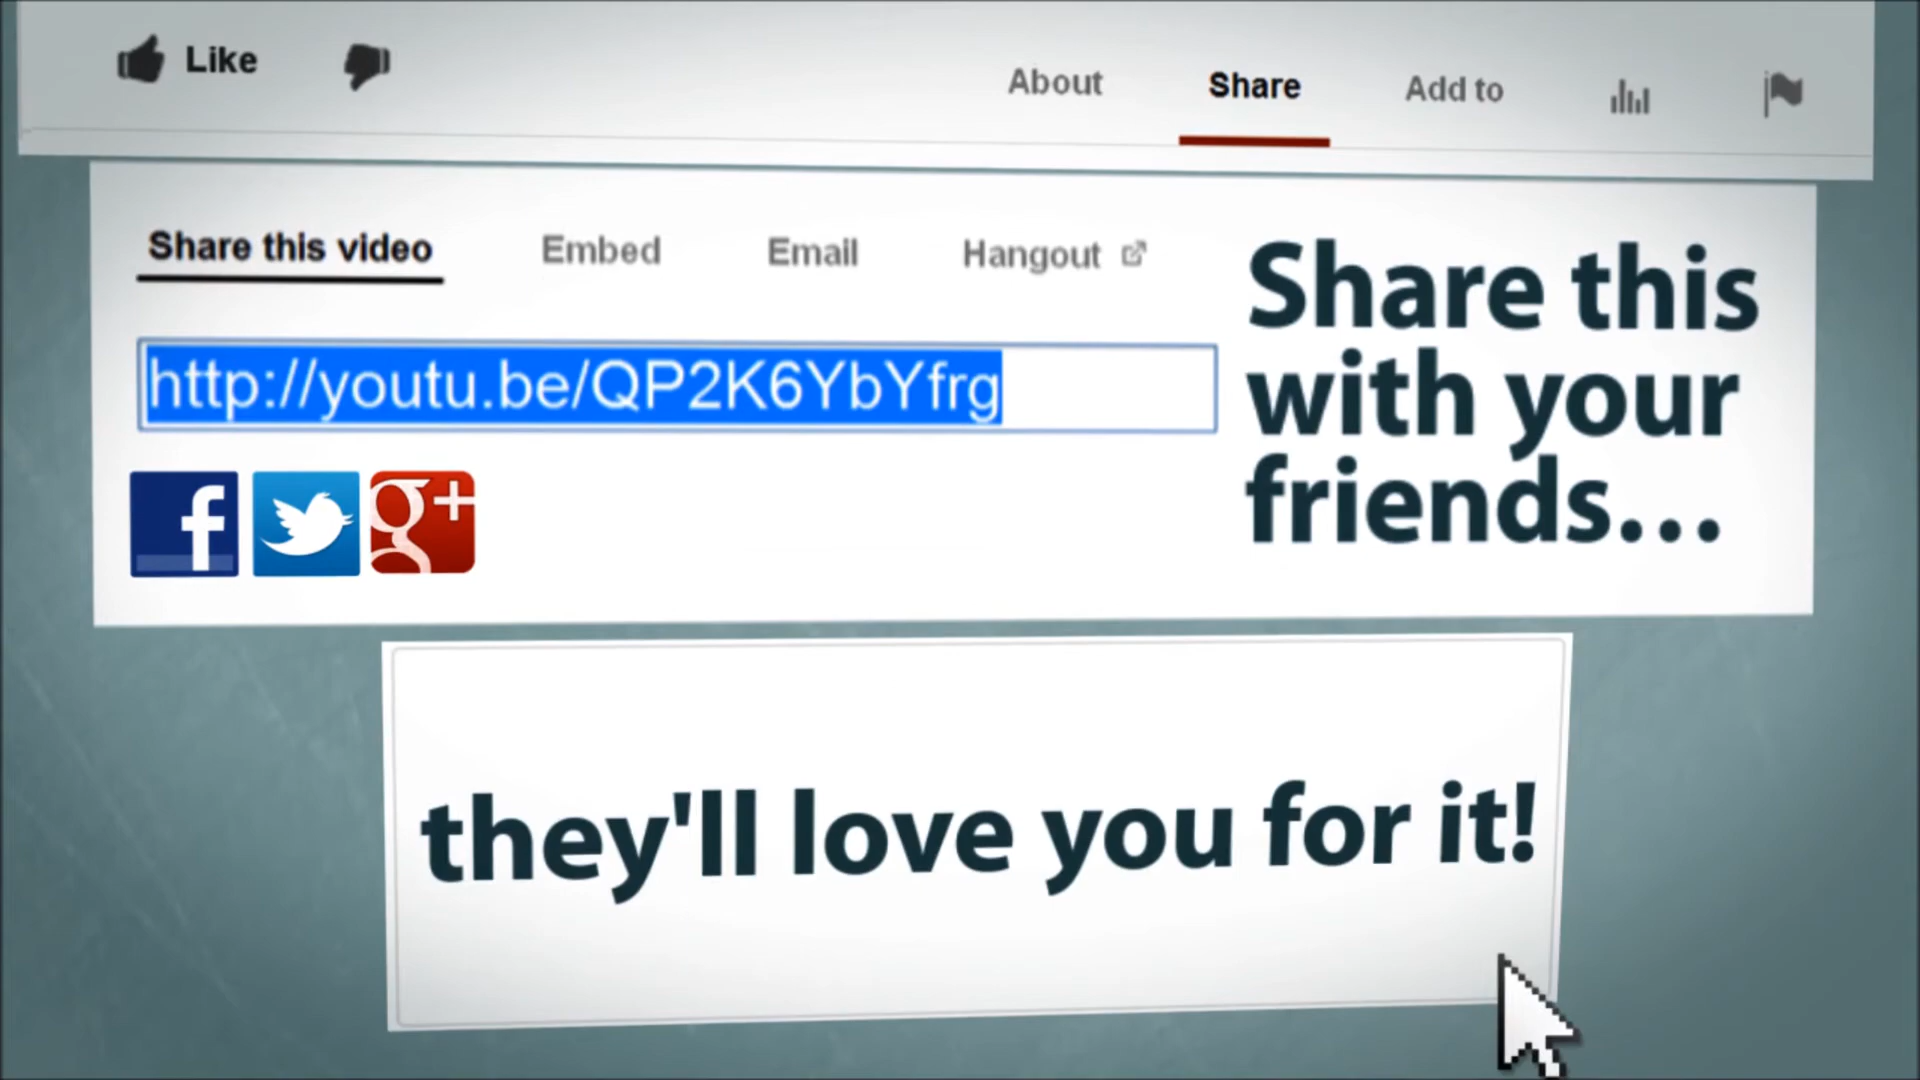 Like
About
Share
Add to
Share this video
Embed
Email
Hangout
http://youtu.be/QP2K6YbYfrg
f
g+
Share this
with your
friends...
they'll love you for it!